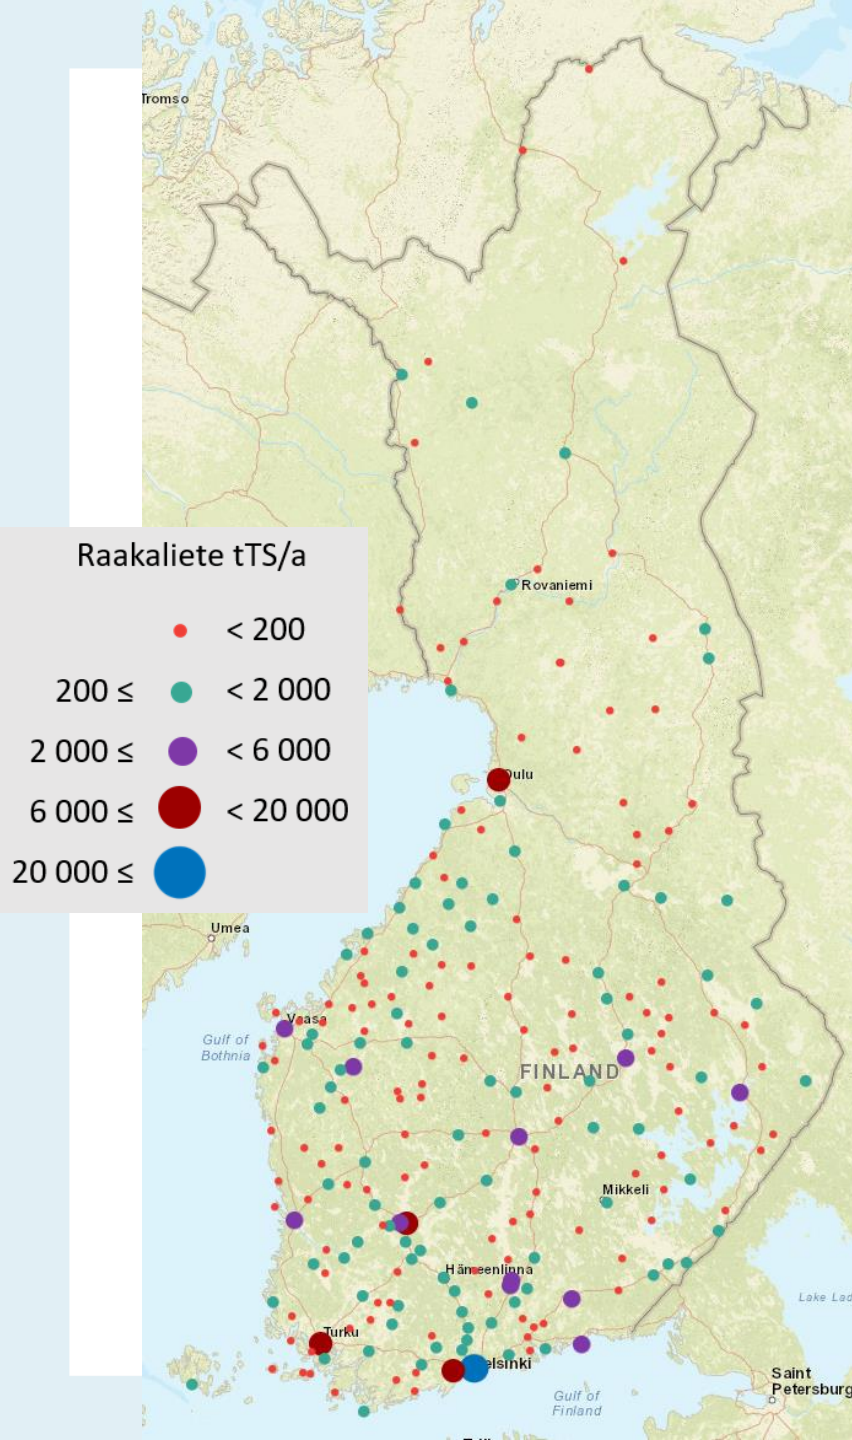 Tromso
Raakaliete tTS/a
< 200
200 ≤ < 2 000
2 000 ≤ < 6 000
6 000 ≤ < 20 000
20 000 ≤
Rovaniemi
Oulu
Umea
Vaasa
Gulf of
Bothnia
FINLAND
Mikkeli
Hämeenlinna
Lake Lad
Turku
elsinki
Gulf of
Finland
Saint
Petersburg